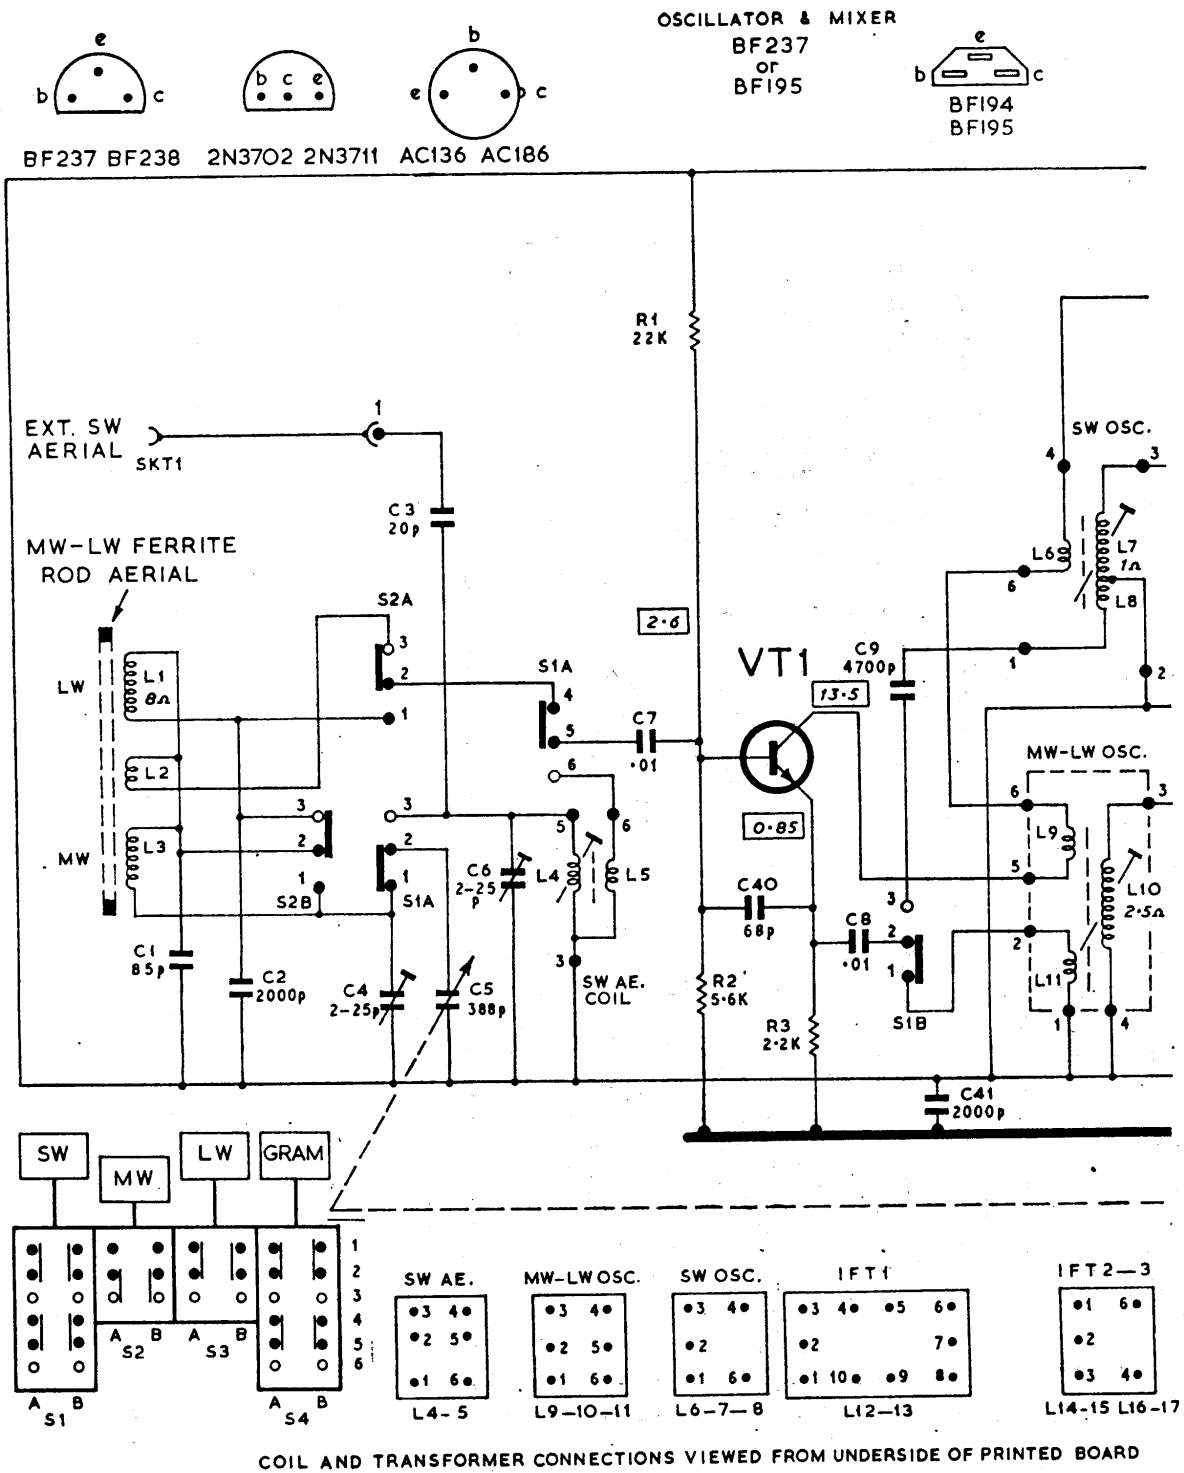 OSCILLATOR & MIXER
BF237
or
BF195
e
b c
BF237 BF238
b c e
2N3702 2N3711
b
e c
AC136 AC186
e
b c
BF194
BF195
R1
22K
EXT. SW
AERIAL
SKT1
1
C3
20p
SW OSC.
4 3
L6
L7
1Ω
L8
6
1
2
MW-LW FERRITE
ROD AERIAL
LW
L1
8Ω
L2
MW
L3
S2A
3
2
1
S1A
4
5
6
C7
.01
2.6
VT1
13.5
0.85
C9
4700p
MW-LW OSC.
6 3
L9
5
L10
2.5Ω
2
L11
1 4
3
2
1
S2B
3
2
1
S1A
C6
2-25
p
5 6
L4 L5
3
SW AE.
COIL
C40
68p
C8
.01
3
2
1
S1B
C1
85p
C2
2000p
C4
2-25p
C5
388p
R2
5.6K
R3
2.2K
C41
2000p
SW
MW
LW
GRAM
1
2
3
4
5
6
A B
S1
A B
S2
A B
S3
A B
S4
SW AE.
3 4
2 5
1 6
L4-5
MW-LW OSC.
3 4
2 5
1 6
L9-10-11
SW OSC.
3 4
2
1 6
L6-7-8
IFT1
3 4 5 6
2 7
1 10 9 8
L12-13
IFT2-3
1 6
2
3 4
L14-15 L16-17
COIL AND TRANSFORMER CONNECTIONS VIEWED FROM UNDERSIDE OF PRINTED BOARD